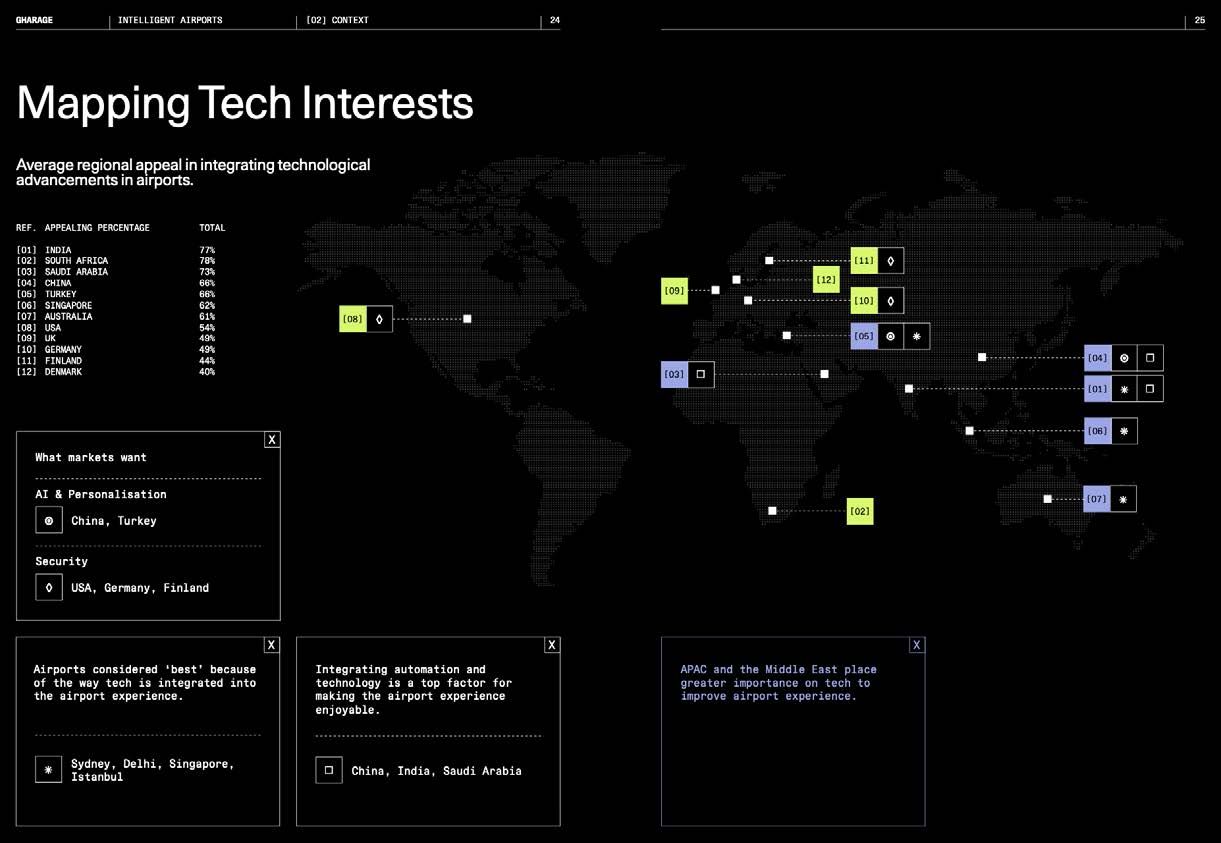 GHARAGE
INTELLIGENT AIRPORTS
[02] CONTEXT
24
25
Mapping Tech Interests
Average regional appeal in integrating technological
advancements in airports.
REF. APPEALING PERCENTAGE TOTAL
[01] INDIA 77%
[02] SOUTH AFRICA 78%
[03] SAUDI ARABIA 73%
[04] CHINA 66%
[05] TURKEY 66%
[06] SINGAPORE 62%
[07] AUSTRALIA 61%
[08] USA 54%
[09] UK 49%
[10] GERMANY 49%
[11] FINLAND 44%
[12] DENMARK 40%
[11]
[12]
[09]
[10]
[08]
[05]
[04]
[03]
[01]
[06]
[07]
[02]
X
What markets want
AI & Personalisation
China, Turkey
Security
USA, Germany, Finland
X
Airports considered ‘best’ because
of the way tech is integrated into
the airport experience.
Sydney, Delhi, Singapore,
Istanbul
X
Integrating automation and
technology is a top factor for
making the airport experience
enjoyable.
China, India, Saudi Arabia
X
APAC and the Middle East place
greater importance on tech to
improve airport experience.